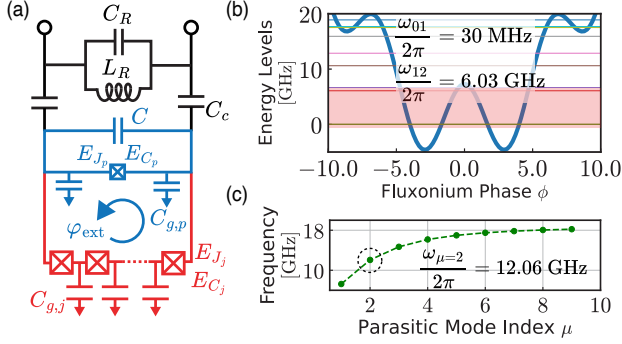 (a)
C_R
L_R
C_c
C
E_{J_p} E_{C_p}
φ_ext
C_{g,p}
E_{J_j}
E_{C_j}
C_{g,j}
(b)
Energy Levels
[GHz]
20
10
0
ω_01/2π = 30 MHz
ω_12/2π = 6.03 GHz
−10.0 −5.0 0.0 5.0 10.0
Fluxonium Phase ϕ
(c)
Frequency
[GHz]
18
10
ω_{μ=2}/2π = 12.06 GHz
2 4 6 8 10
Parasitic Mode Index μ